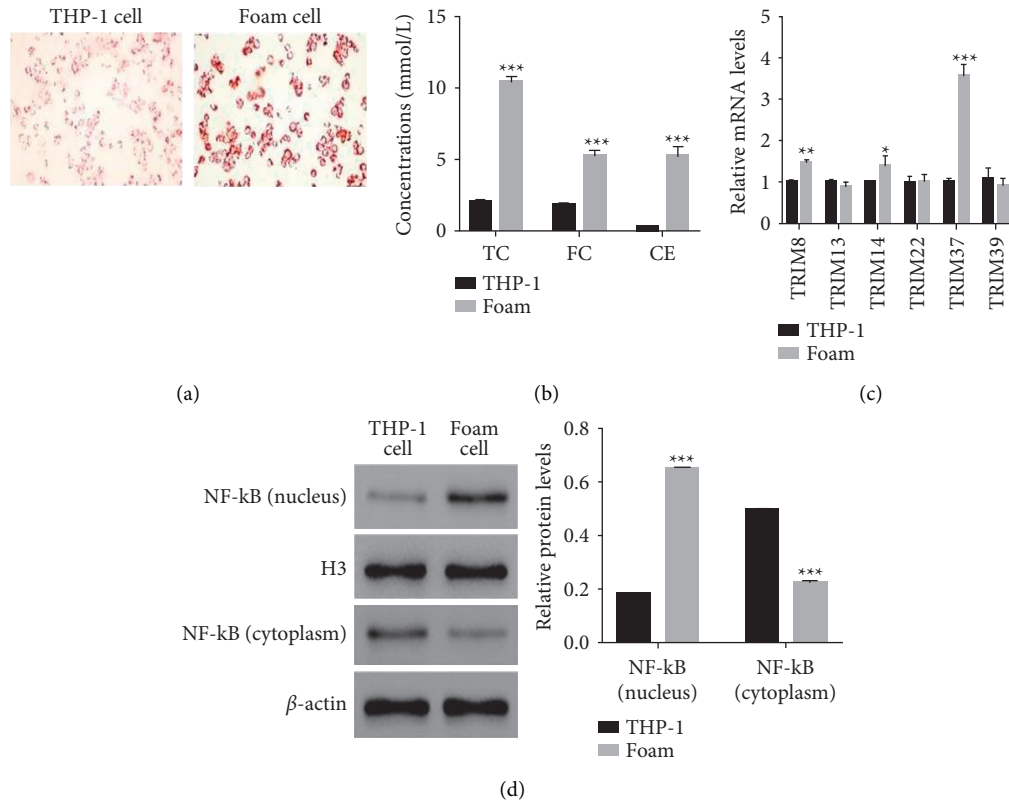 THP-1 cell
Foam cell
(a)
Concentrations (mmol/L)
15
10
5
0
***
***
***
TC
FC
CE
THP-1
Foam
(b)
Relative mRNA levels
5
4
3
2
1
0
**
*
***
TRIM8
TRIM13
TRIM14
TRIM22
TRIM37
TRIM39
THP-1
Foam
(c)
THP-1
cell
Foam
cell
NF-kB (nucleus)
H3
NF-kB (cytoplasm)
β-actin
Relative protein levels
0.8
0.6
0.4
0.2
0.0
***
***
NF-kB
(nucleus)
NF-kB
(cytoplasm)
THP-1
Foam
(d)